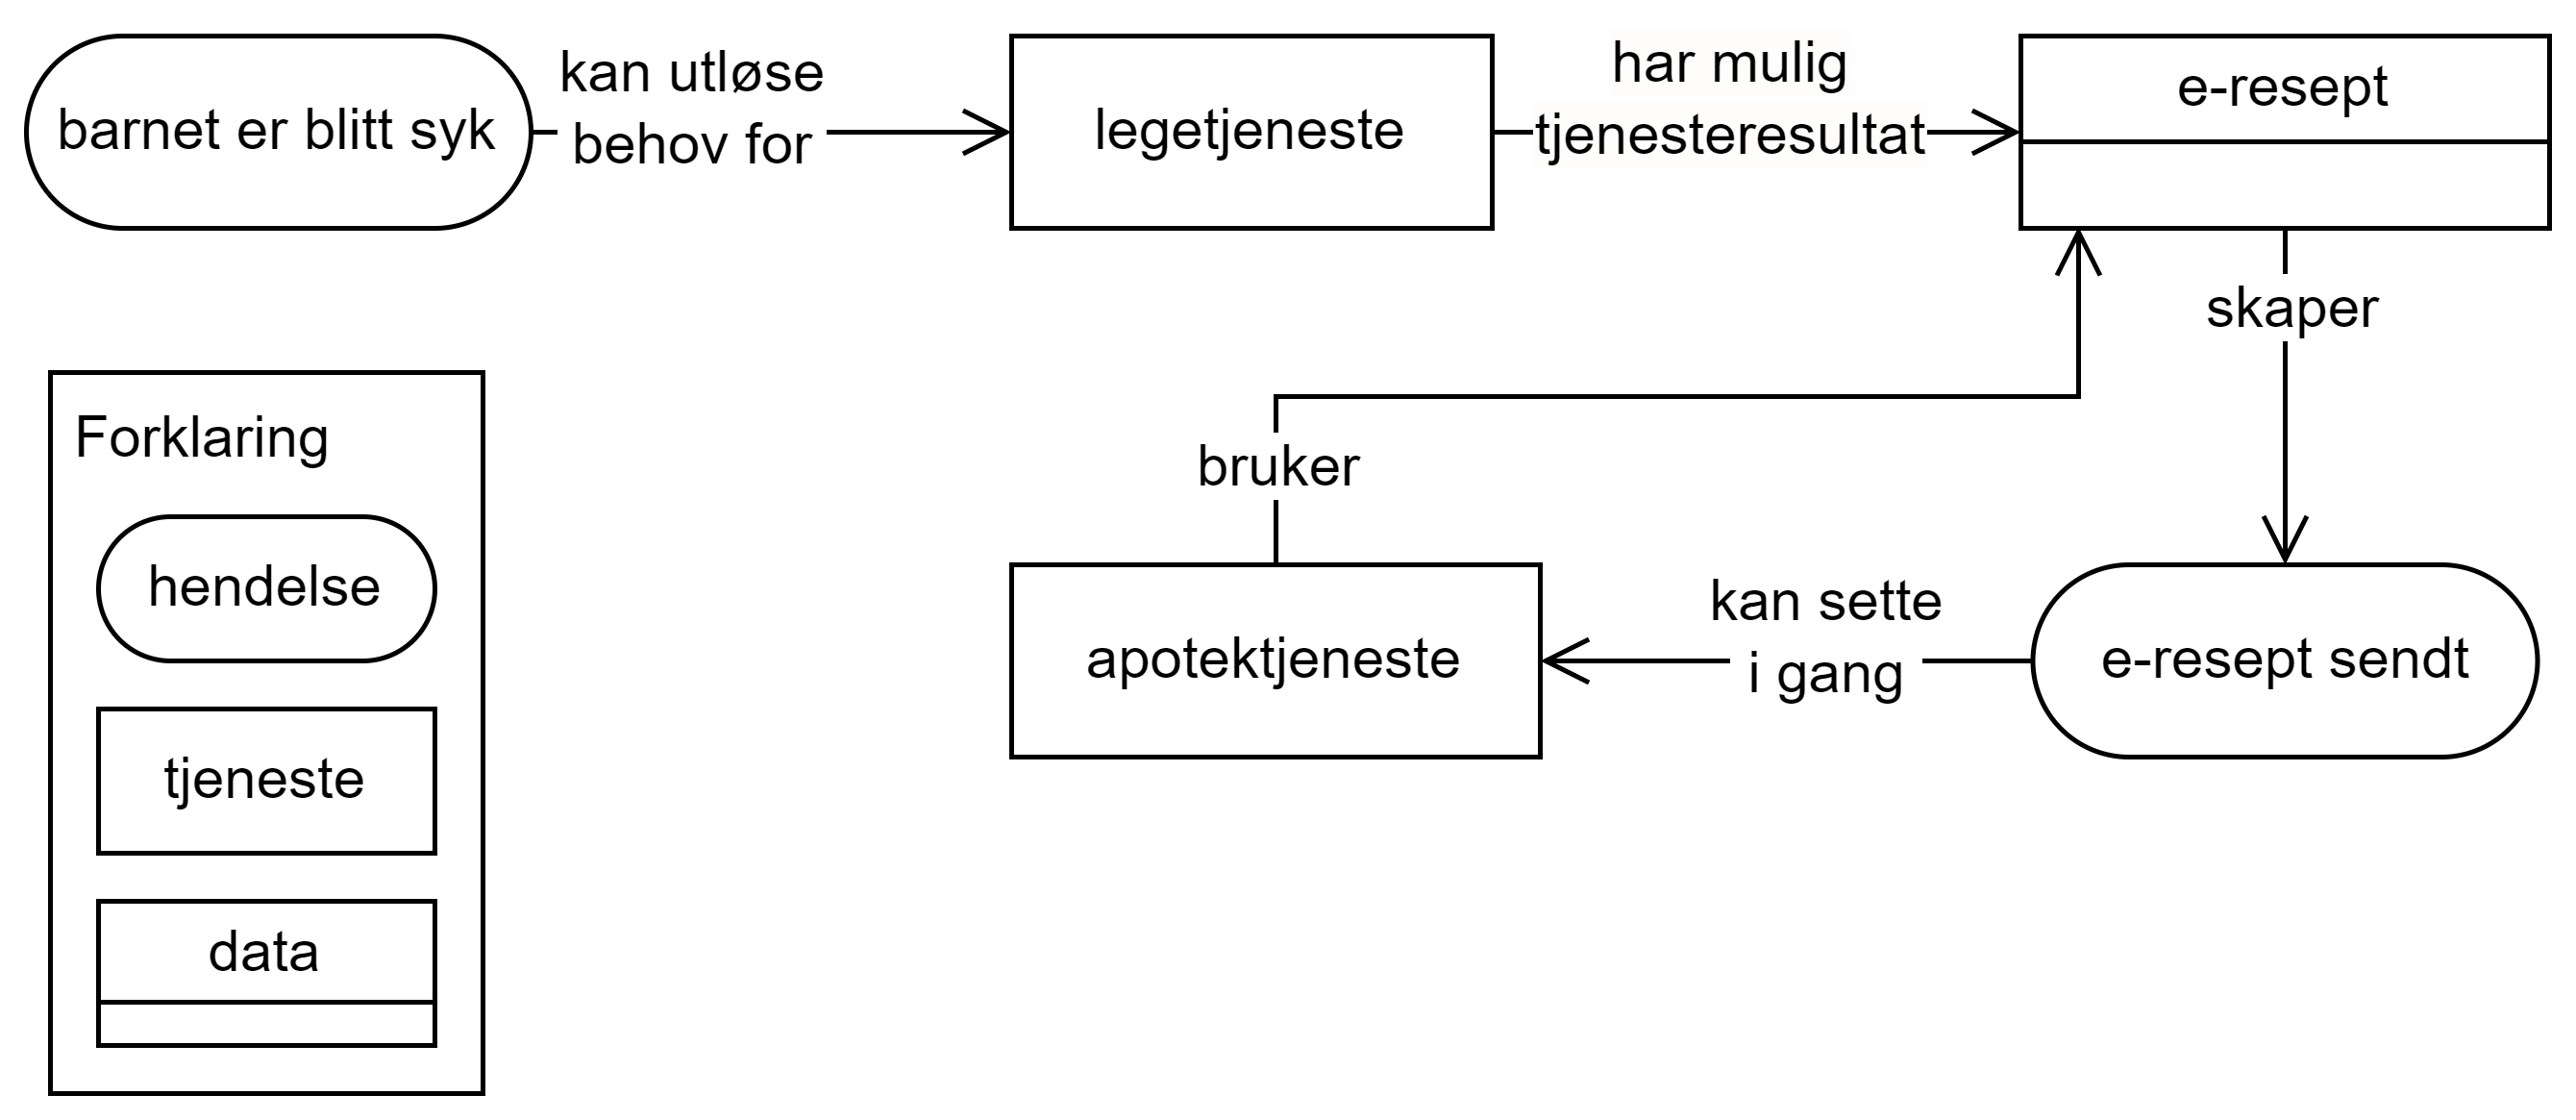 barnet er blitt syk
kan utløse
behov for
legetjeneste
har mulig
tjenesteresultat
e-resept
skaper
bruker
apotektjeneste
kan sette
i gang
e-resept sendt
Forklaring
hendelse
tjeneste
data